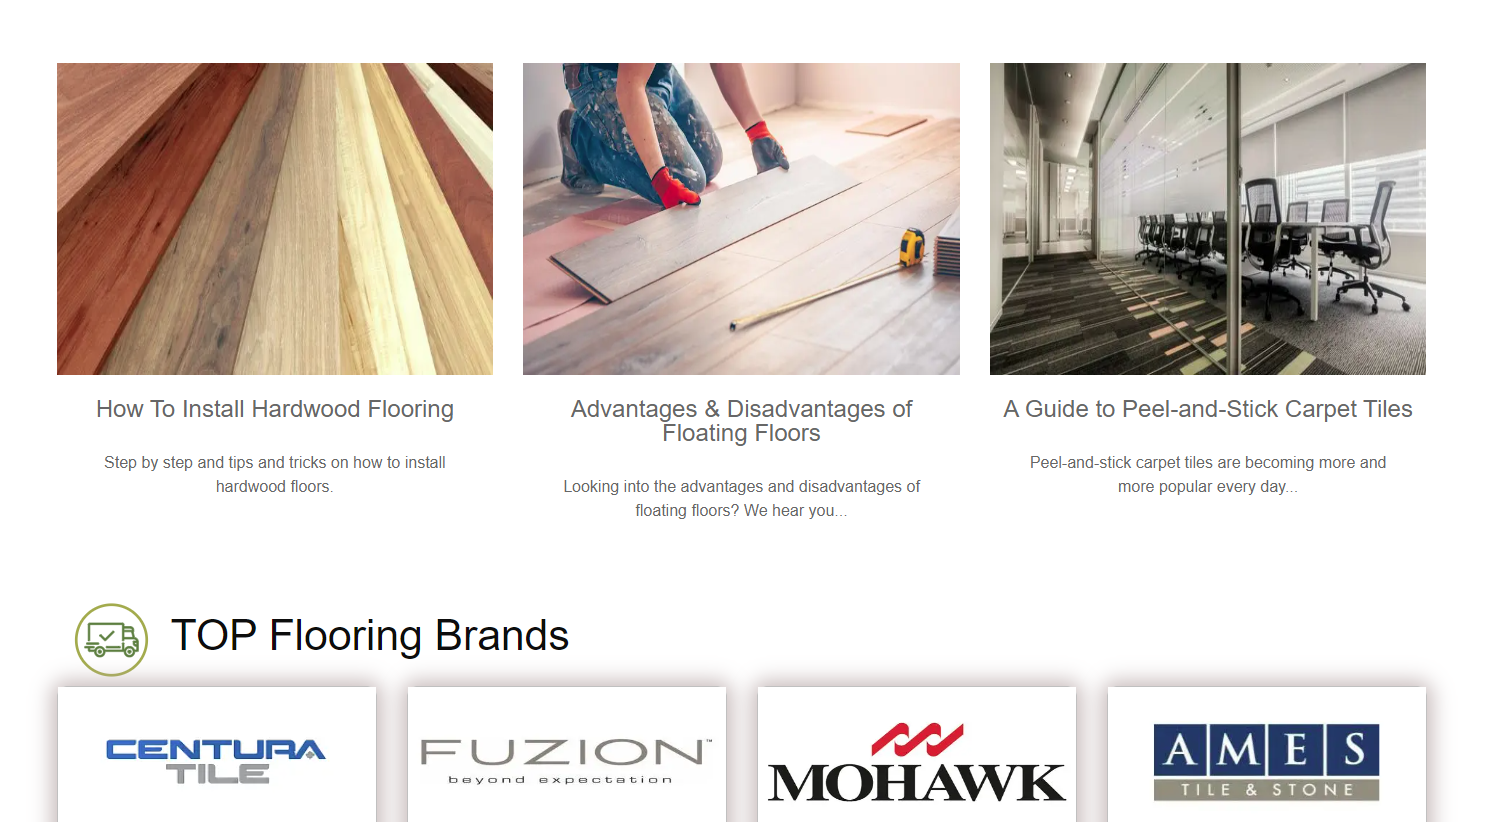 How To Install Hardwood Flooring
Step by step and tips and tricks on how to install
hardwood floors.
Advantages & Disadvantages of
Floating Floors
Looking into the advantages and disadvantages of
floating floors? We hear you...
A Guide to Peel-and-Stick Carpet Tiles
Peel-and-stick carpet tiles are becoming more and
more popular every day...
TOP Flooring Brands
CENTURA
TILE
FUZION™
beyond expectation
MOHAWK
AMES
TILE & STONE